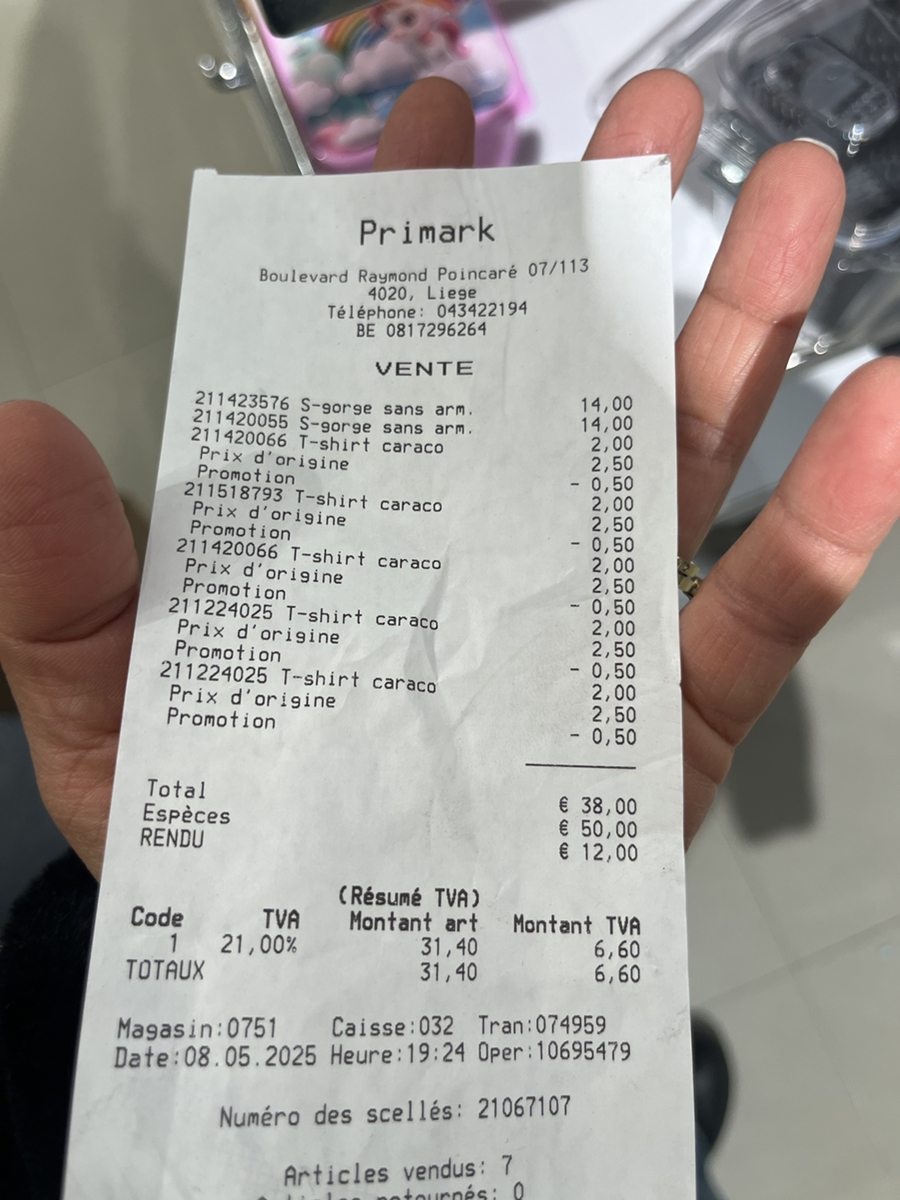 Primark
Boulevard Raymond Poincaré 07/113
4020, Liege
Téléphone: 043422194
BE 0817296264
VENTE
211423576 S-gorge sans arm. 14,00
211420055 S-gorge sans arm. 14,00
211420066 T-shirt caraco 2,00
Prix d'origine 2,50
Promotion - 0,50
211518793 T-shirt caraco 2,00
Prix d'origine 2,50
Promotion - 0,50
211420066 T-shirt caraco 2,00
Prix d'origine 2,50
Promotion - 0,50
211224025 T-shirt caraco 2,00
Prix d'origine 2,50
Promotion - 0,50
211224025 T-shirt caraco 2,00
Prix d'origine 2,50
Promotion - 0,50
Total € 38,00
Espèces € 50,00
RENDU € 12,00
(Résumé TVA)
Code TVA Montant art Montant TVA
1 21,00% 31,40 6,60
TOTAUX 31,40 6,60
Magasin:0751 Caisse:032 Tran:074959
Date:08.05.2025 Heure:19:24 Oper:10695479
Numéro des scellés: 21067107
Articles vendus: 7
Articles retournés: 0